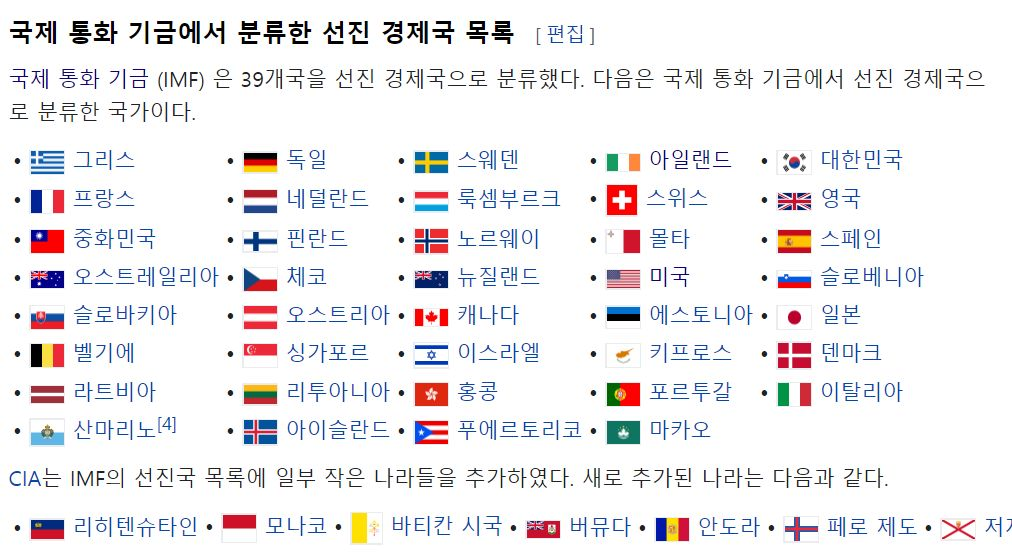 국제 통화 기금에서 분류한 선진 경제국 목록 [ 편집 ]
국제 통화 기금 (IMF) 은 39개국을 선진 경제국으로 분류했다. 다음은 국제 통화 기금에서 선진 경제국으
로 분류한 국가이다.
• 그리스 • 독일 • 스웨덴 • 아일랜드 • 대한민국
• 프랑스 • 네덜란드 • 룩셈부르크 • 스위스 • 영국
• 중화민국 • 핀란드 • 노르웨이 • 몰타 • 스페인
• 오스트레일리아 • 체코 • 뉴질랜드 • 미국 • 슬로베니아
• 슬로바키아 • 오스트리아 • 캐나다 • 에스토니아 • 일본
• 벨기에 • 싱가포르 • 이스라엘 • 키프로스 • 덴마크
• 라트비아 • 리투아니아 • 홍콩 • 포르투갈 • 이탈리아
• 산마리노[4] • 아이슬란드 • 푸에르토리코 • 마카오
CIA는 IMF의 선진국 목록에 일부 작은 나라들을 추가하였다. 새로 추가된 나라는 다음과 같다.
• 리히텐슈타인 • 모나코 • 바티칸 시국 • 버뮤다 • 안도라 • 페로 제도 •